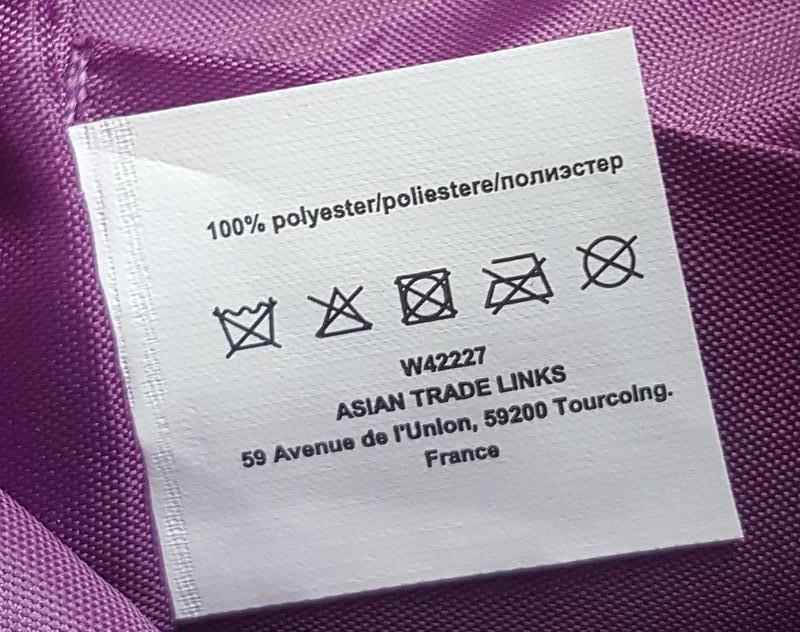 100% polyester/poliestere/полиэстер
W42227
ASIAN TRADE LINKS
59 Avenue de l'Union, 59200 Tourcoing.
France